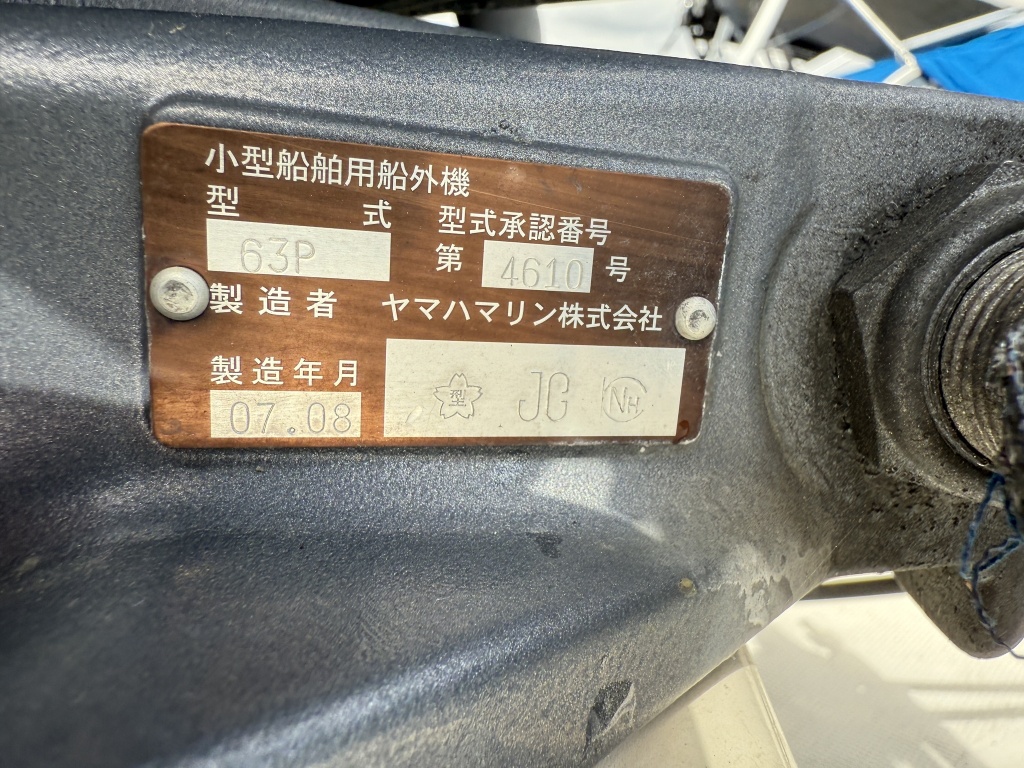 小型船舶用船外機
型式 型式承認番号
63P 第 4610 号
製造者 ヤマハマリン株式会社
製造年月
07.08 型 JC NK